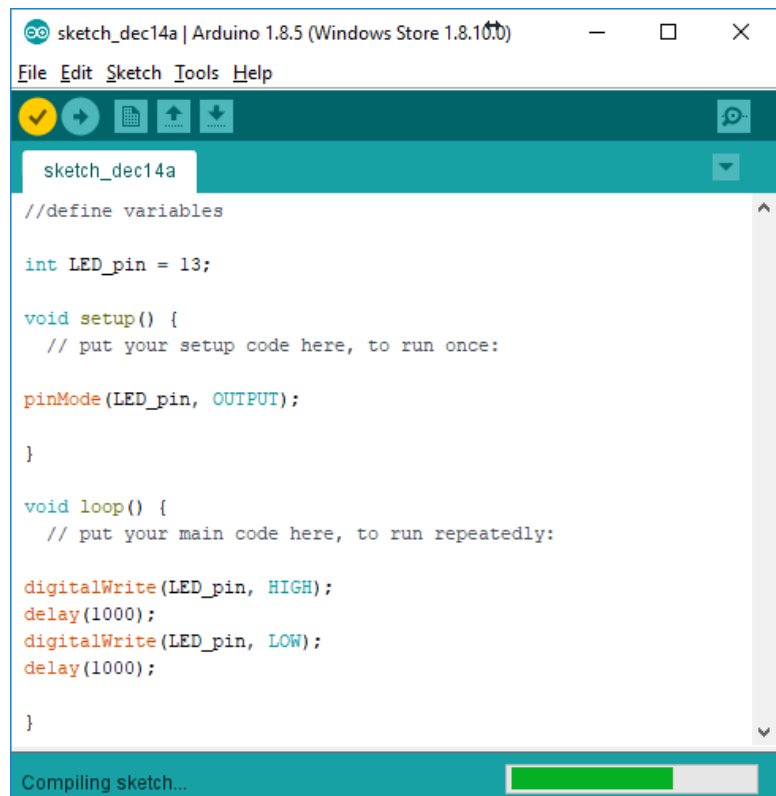 sketch_dec14a | Arduino 1.8.5 (Windows Store 1.8.10.0)
File Edit Sketch Tools Help
sketch_dec14a
//define variables
int LED_pin = 13;
void setup() {
  // put your setup code here, to run once:
pinMode(LED_pin, OUTPUT);
}
void loop() {
  // put your main code here, to run repeatedly:
digitalWrite(LED_pin, HIGH);
delay(1000);
digitalWrite(LED_pin, LOW);
delay(1000);
}
Compiling sketch...